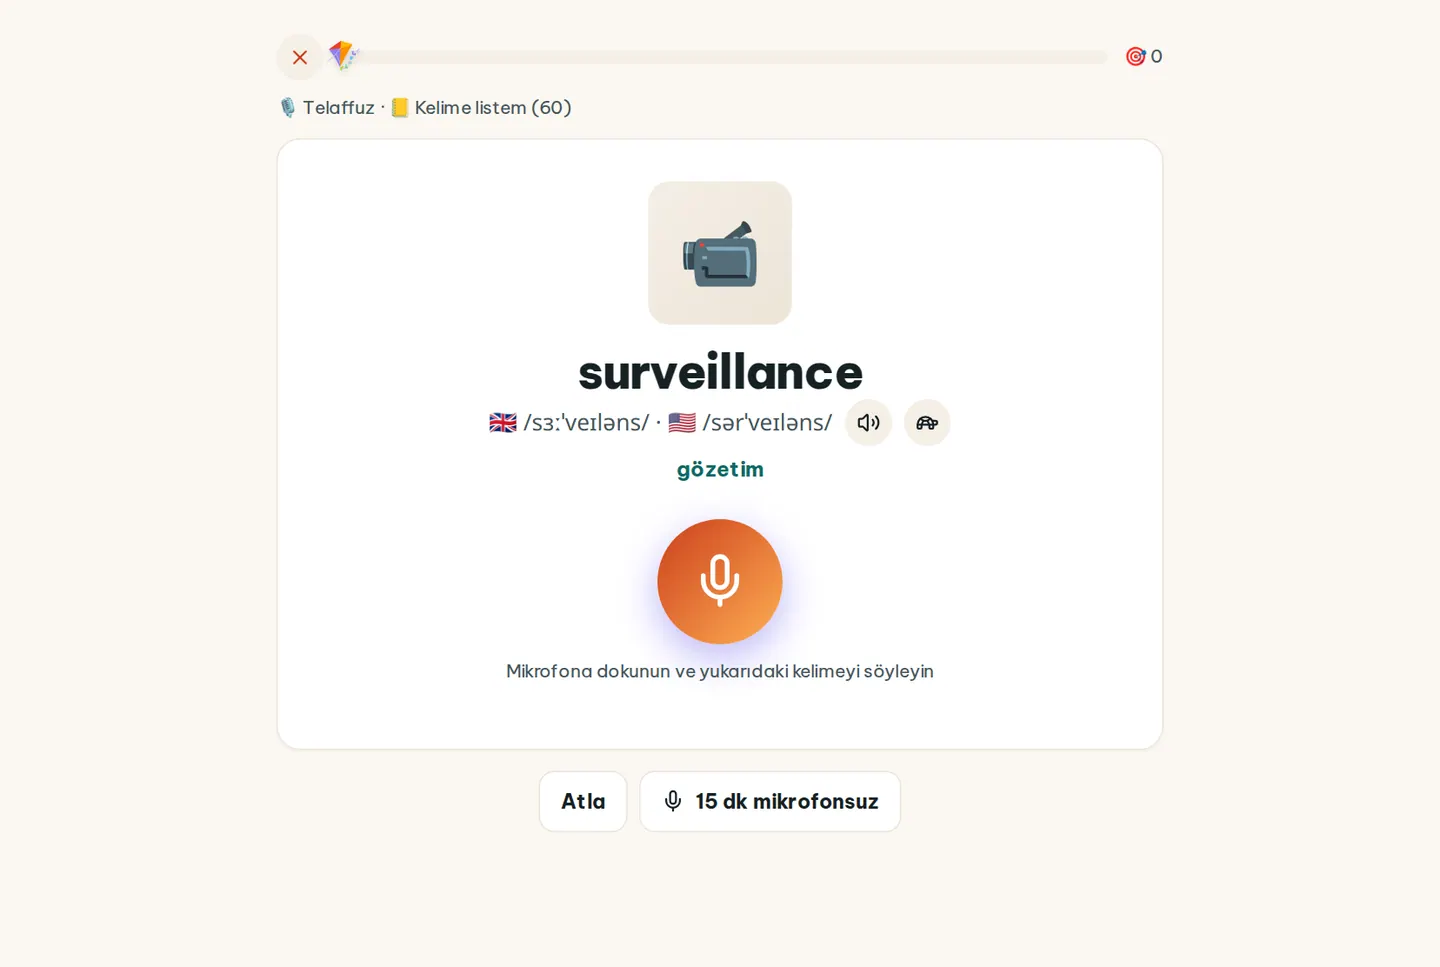 0
Telaffuz · Kelime listem (60)
surveillance
/sɜːˈveɪləns/ · /sərˈveɪləns/
gözetim
Mikrofona dokunun ve yukarıdaki kelimeyi söyleyin
Atla
15 dk mikrofonsuz